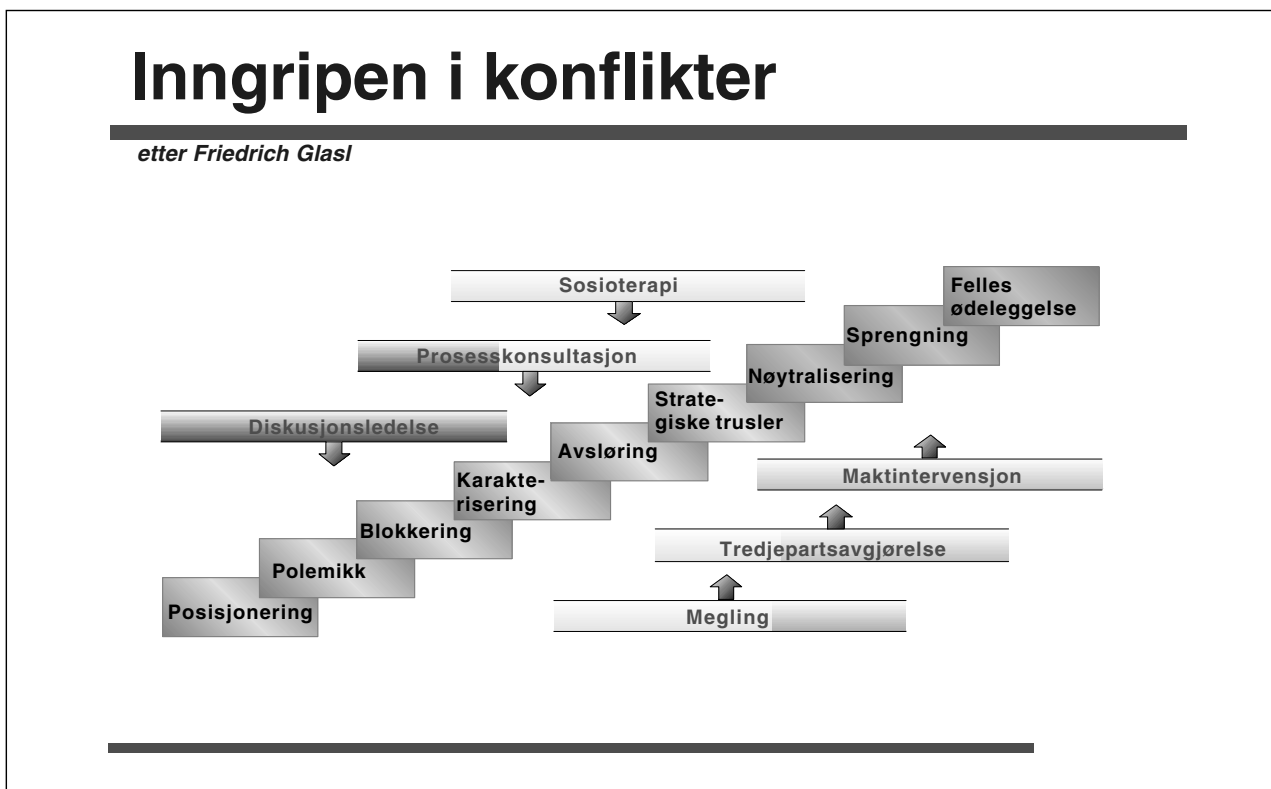 Inngripen i konflikter
etter Friedrich Glasl
Sosioterapi
Prosesskonsultasjon
Diskusjonsledelse
Felles
ødeleggelse
Sprengning
Nøytralisering
Strate-
giske trusler
Avsløring
Karakte-
risering
Blokkering
Polemikk
Posisjonering
Maktintervensjon
Tredjepartsavgjørelse
Megling